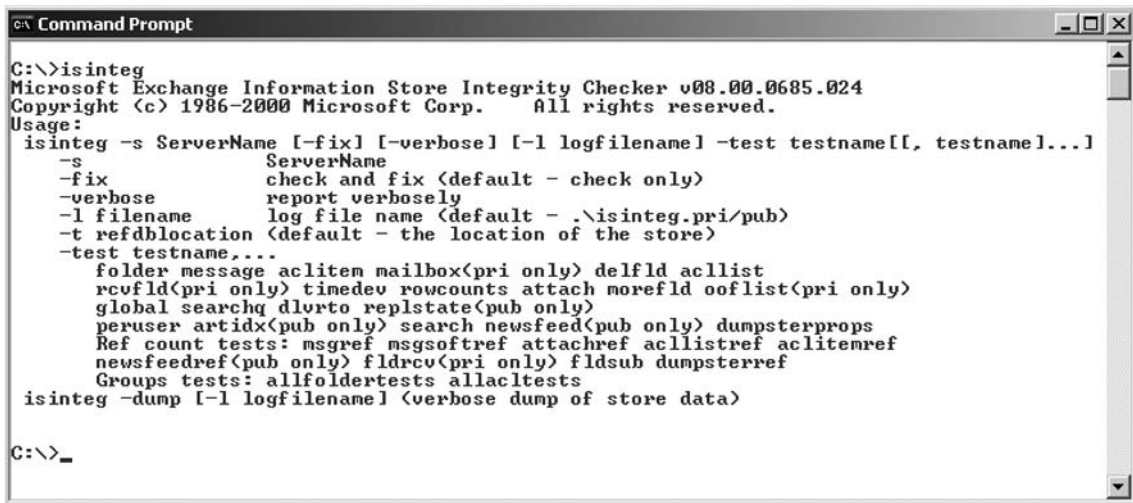 Command Prompt
C:\>isinteg
Microsoft Exchange Information Store Integrity Checker v08.00.0685.024
Copyright (c) 1986-2000 Microsoft Corp.    All rights reserved.
Usage:
 isinteg -s ServerName [-fix] [-verbose] [-l logfilename] -test testname[[, testname]...]
    -s                ServerName
    -fix              check and fix (default - check only)
    -verbose          report verbosely
    -l filename       log file name (default - .\isinteg.pri/pub)
    -t refdblocation (default - the location of the store)
    -test testname,...
       folder message aclitem mailbox(pri only) delfld acllist
       rcvfld(pri only) timedev rowcounts attach morefld ooflist(pri only)
       global searchq dlvrto replstate(pub only)
       peruser artidx(pub only) search newsfeed(pub only) dumpsterprops
       Ref count tests: msgref msgsoftref attachref acllistref aclitemref
       newsfeedref(pub only) fldrcv(pri only) fldsub dumpsterref
       Groups tests: allfoldertests allacltests
 isinteg -dump [-l logfilename] (verbose dump of store data)
C:\>_